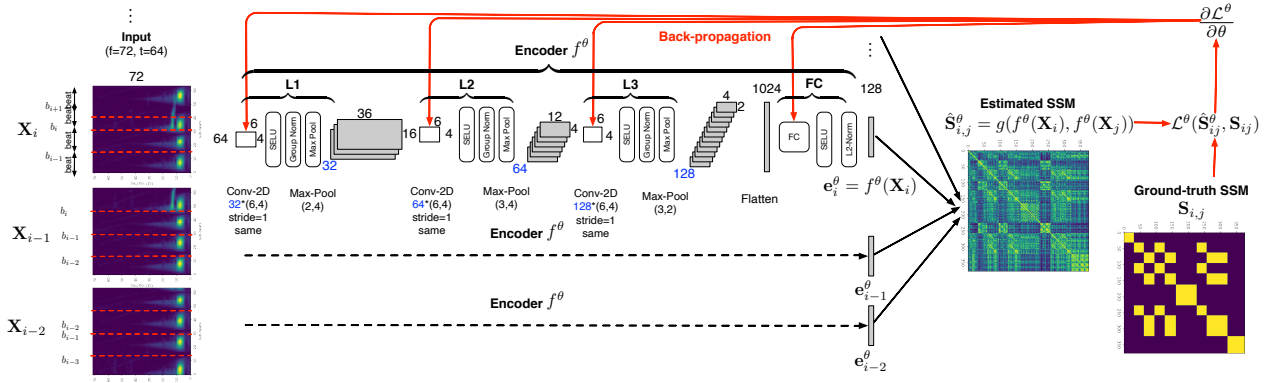 Input
(f=72, t=64)
72
64
beat
beat
beat
beat
b_{i+1}
b_i
b_{i-1}
X_i
b_i
b_{i-1}
b_{i-2}
X_{i-1}
b_{i-2}
b_{i-1}
b_{i-3}
X_{i-2}
Back-propagation
Encoder f^θ
L1
6
4
SELU
Group Norm
Max Pool
36
16
32
Conv-2D
32*(6,4)
stride=1
same
Max-Pool
(2,4)
L2
6
4
SELU
Group Norm
Max Pool
12
4
64
Conv-2D
64*(6,4)
stride=1
same
Max-Pool
(3,4)
L3
6
4
SELU
Group Norm
Max Pool
4
2
128
Conv-2D
128*(6,4)
stride=1
same
Max-Pool
(3,2)
1024
Flatten
FC
FC
SELU
L2-Norm
128
e_i^θ = f^θ(X_i)
Encoder f^θ
e_{i-1}^θ
Encoder f^θ
e_{i-2}^θ
Estimated SSM
Ŝ_{i,j}^θ = g(f^θ(X_i), f^θ(X_j))
L^θ(Ŝ_{ij}^θ, S_{ij})
∂L^θ
∂θ
Ground-truth SSM
S_{i,j}